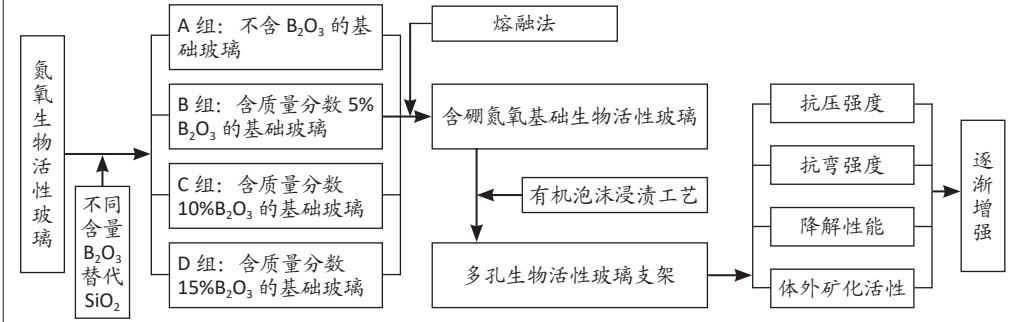 氮
氧
生
物
活
性
玻
璃
不同
含量
B₂O₃
替代
SiO₂
A 组：不含 B₂O₃ 的基
础玻璃
B 组：含质量分数 5%
B₂O₃ 的基础玻璃
C 组：含质量分数
10%B₂O₃ 的基础玻璃
D 组：含质量分数
15%B₂O₃ 的基础玻璃
熔融法
含硼氮氧基础生物活性玻璃
有机泡沫浸渍工艺
多孔生物活性玻璃支架
抗压强度
抗弯强度
降解性能
体外矿化活性
逐
渐
增
强